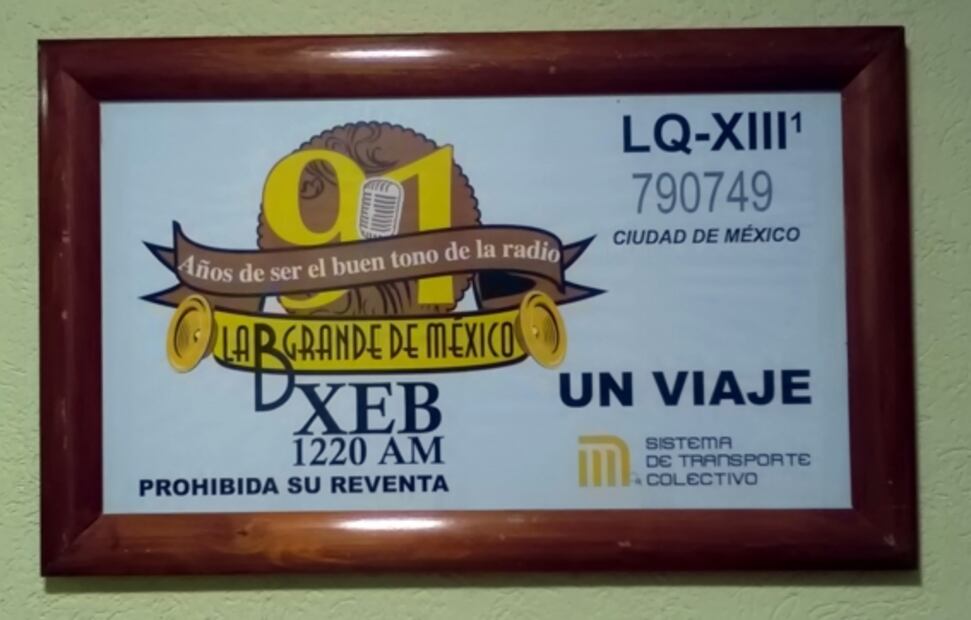 91
Años de ser el buen tono de la radio
LA B GRANDE DE MÉXICO
XEB
1220 AM
PROHIBIDA SU REVENTA
LQ-XIII¹
790749
CIUDAD DE MÉXICO
UN VIAJE
SISTEMA
DE TRANSPORTE
COLECTIVO